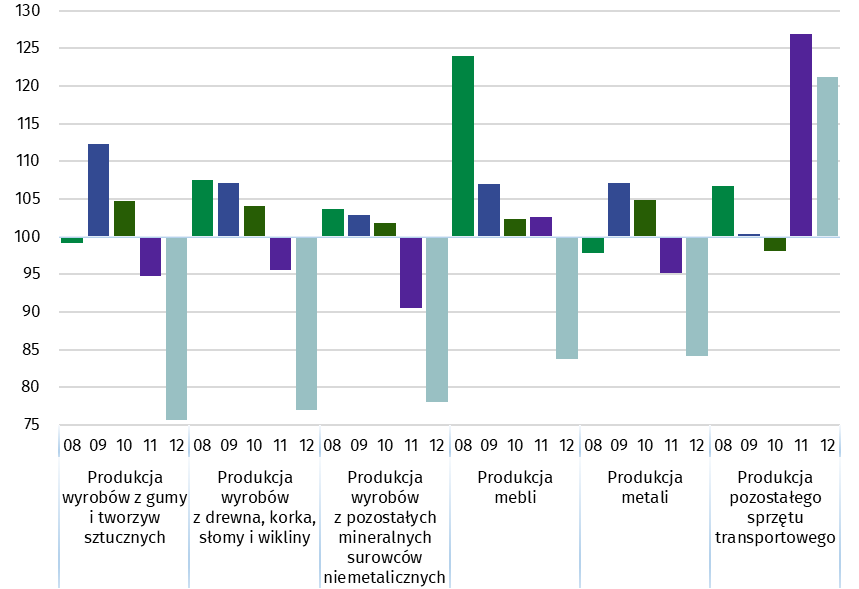 130
125
120
115
110
105
100
95
90
85
80
75
08 09 10 11 12 08 09 10 11 12 08 09 10 11 12 08 09 10 11 12 08 09 10 11 12 08 09 10 11 12
Produkcja
wyrobów z gumy
i tworzyw
sztucznych
Produkcja
wyrobów
z drewna, korka,
słomy i wikliny
Produkcja
wyrobów
z pozostałych
mineralnych
surowców
niemetalicznych
Produkcja
mebli
Produkcja
metali
Produkcja
pozostałego
sprzętu
transportowego